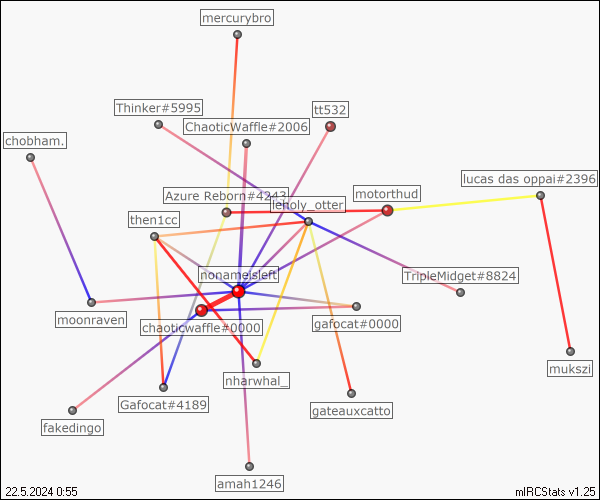 mercurybro
Thinker#5995
tt532
ChaoticWaffle#2006
chobham.
lucas das oppai#2396
Azure Reborn#4243
motorthud
then1cc
nonameisleft
TripleMidget#8824
moonraven
chaoticwaffle#0000
gafocat#0000
mukszi
nharwhal_
Gafocat#4189
gateauxcatto
fakedingo
amah1246
22.5.2024 0:55
mIRCStats v1.25